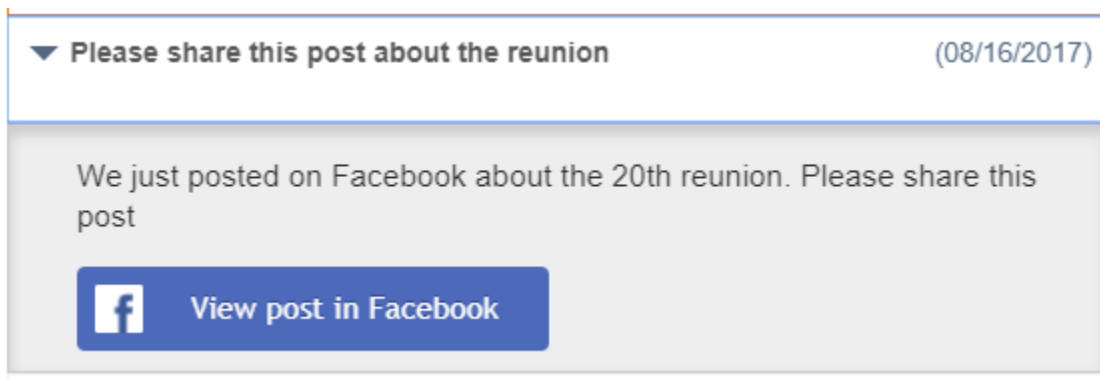 Please share this post about the reunion (08/16/2017)
We just posted on Facebook about the 20th reunion. Please share this
post
f View post in Facebook